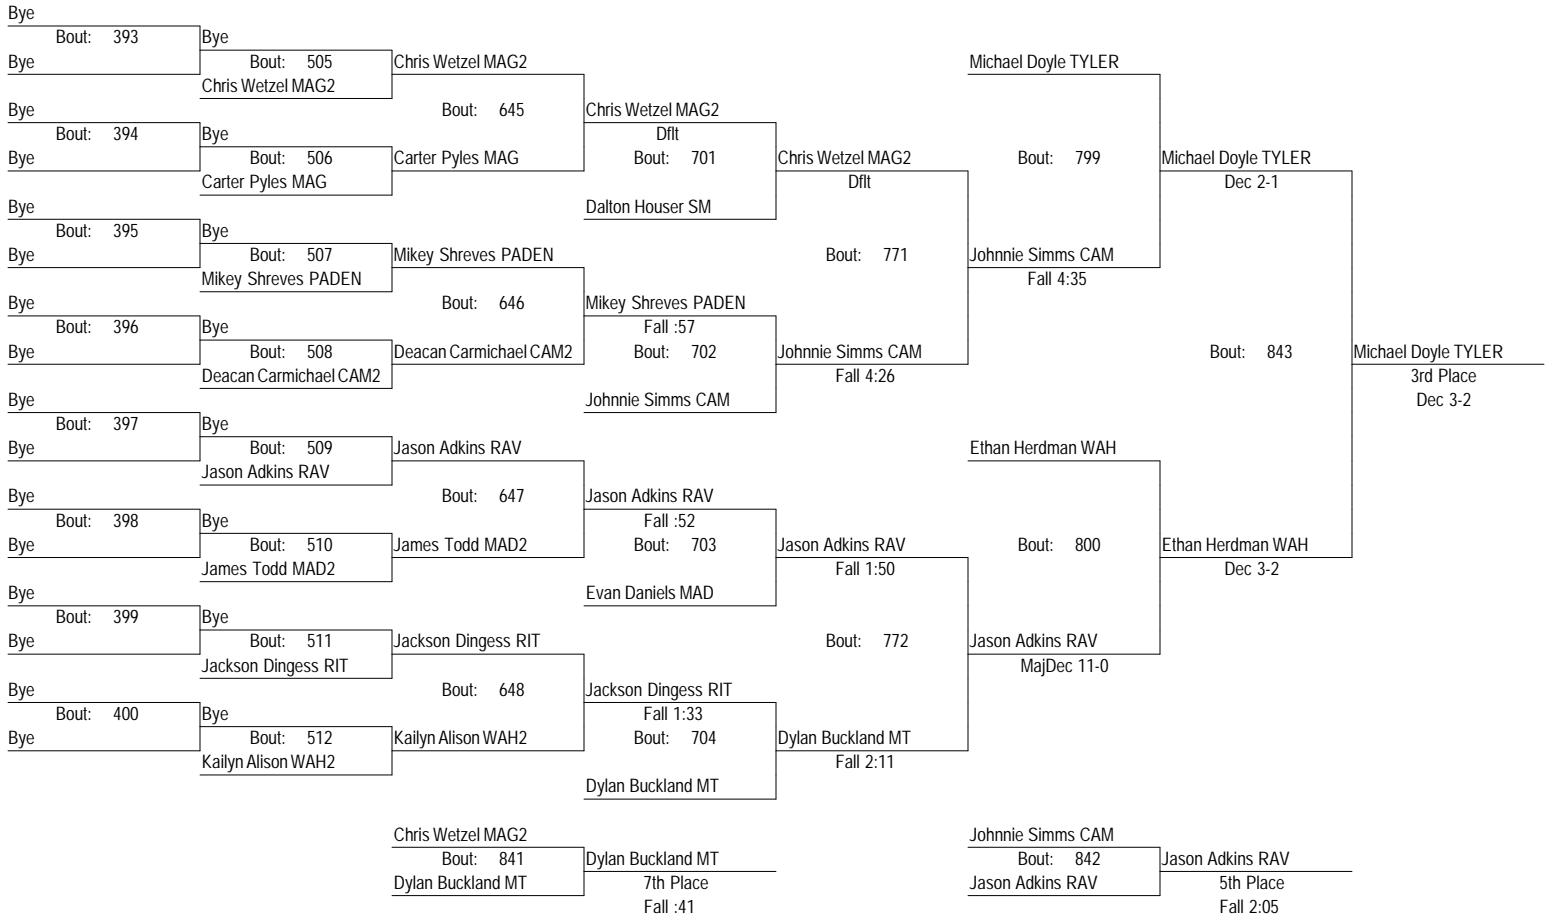 Bye
Bout: 393 Bye
Bye Bout: 505 Chris Wetzel MAG2 Michael Doyle TYLER
Chris Wetzel MAG2
Bye Bout: 645 Chris Wetzel MAG2
Bout: 394 Bye Dflt
Bye Bout: 506 Carter Pyles MAG Bout: 701 Chris Wetzel MAG2 Bout: 799 Michael Doyle TYLER
Carter Pyles MAG Dflt Dec 2-1
Bye Dalton Houser SM
Bout: 395 Bye
Bye Bout: 507 Mikey Shreves PADEN Bout: 771 Johnnie Simms CAM
Mikey Shreves PADEN Fall 4:35
Bye Bout: 646 Mikey Shreves PADEN
Bout: 396 Bye Fall :57
Bye Bout: 508 Deacan Carmichael CAM2 Bout: 702 Johnnie Simms CAM Bout: 843 Michael Doyle TYLER
Deacan Carmichael CAM2 Fall 4:26 3rd Place
Bye Johnnie Simms CAM Dec 3-2
Bout: 397 Bye
Bye Bout: 509 Jason Adkins RAV Ethan Herdman WAH
Jason Adkins RAV
Bye Bout: 647 Jason Adkins RAV
Bout: 398 Bye Fall :52
Bye Bout: 510 James Todd MAD2 Bout: 703 Jason Adkins RAV Bout: 800 Ethan Herdman WAH
James Todd MAD2 Fall 1:50 Dec 3-2
Bye Evan Daniels MAD
Bout: 399 Bye
Bye Bout: 511 Jackson Dingess RIT Bout: 772 Jason Adkins RAV
Jackson Dingess RIT MajDec 11-0
Bye Bout: 648 Jackson Dingess RIT
Bout: 400 Bye Fall 1:33
Bye Bout: 512 Kailyn Alison WAH2 Bout: 704 Dylan Buckland MT
Kailyn Alison WAH2 Fall 2:11
Dylan Buckland MT
Chris Wetzel MAG2 Johnnie Simms CAM
Bout: 841 Dylan Buckland MT Bout: 842 Jason Adkins RAV
Dylan Buckland MT 7th Place Jason Adkins RAV 5th Place
Fall :41 Fall 2:05